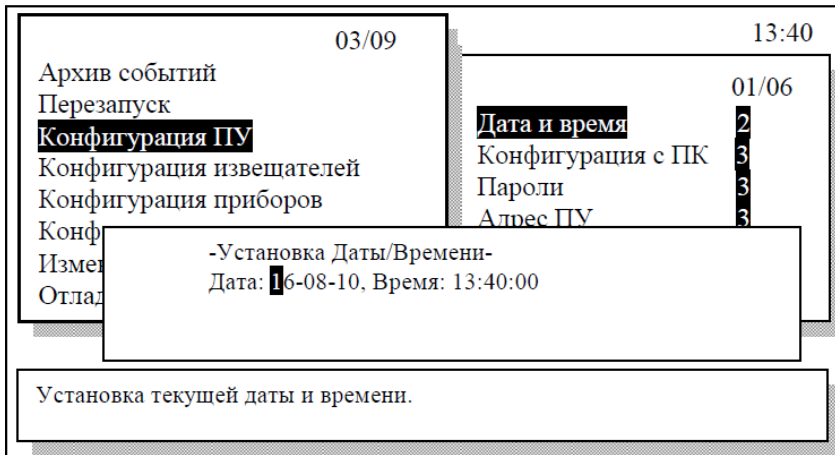 03/09
Архив событий
Перезапуск
Конфигурация ПУ
Конфигурация извещателей
Конфигурация приборов
13:40
01/06
Дата и время 2
Конфигурация с ПК 3
Пароли 3
Адрес ПУ 3
-Установка Даты/Времени-
Дата: 16-08-10, Время: 13:40:00
Установка текущей даты и времени.